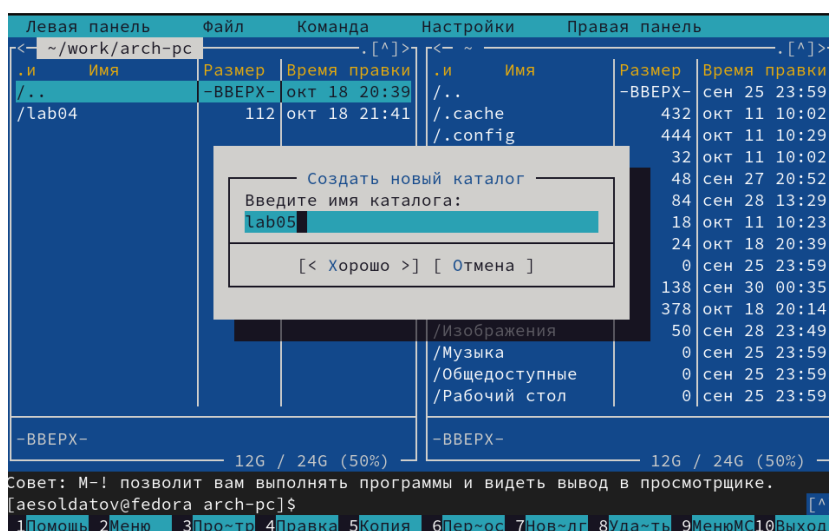 Левая панель Файл Команда Настройки Правая панель
<— ~/work/arch-pc .[^]> <— ~ .[^]>
.и Имя Размер Время правки .и Имя Размер Время правки
/.. -ВВЕРХ- окт 18 20:39 /.. -ВВЕРХ- сен 25 23:59
/lab04 112 окт 18 21:41 /.cache 432 окт 11 10:02
/.config 444 окт 11 10:29
32 окт 11 10:02
Создать новый каталог 48 сен 27 20:52
Введите имя каталога: 84 сен 28 13:29
lab05 18 окт 11 10:23
24 окт 18 20:39
[< Хорошо >] [ Отмена ] 0 сен 25 23:59
138 сен 30 00:35
378 окт 18 20:14
/Изображения 50 сен 28 23:49
/Музыка 0 сен 25 23:59
/Общедоступные 0 сен 25 23:59
/Рабочий стол 0 сен 25 23:59
-ВВЕРХ- -ВВЕРХ-
12G / 24G (50%) 12G / 24G (50%)
Совет: M-! позволит вам выполнять программы и видеть вывод в просмотрщике.
[aesoldatov@fedora arch-pc]$ [^
1Помощь 2Меню 3Про~тр 4Правка 5Копия 6Пер~ос 7Нов~лг 8Уда~ть 9МенюМС 10Выход